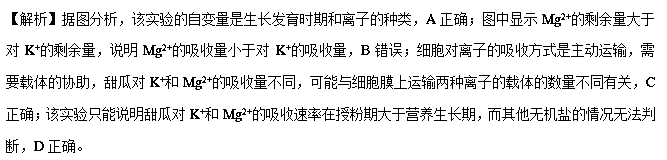 【解析】据图分析，该实验的自变量是生长发育时期和离子的种类，A 正确；图中显示 Mg²⁺的剩余量大于
对 K⁺的剩余量，说明 Mg²⁺的吸收量小于对 K⁺的吸收量，B 错误；细胞对离子的吸收方式是主动运输，需
要载体的协助，甜瓜对 K⁺和 Mg²⁺的吸收量不同，可能与细胞膜上运输两种离子的载体的数量不同有关，C
正确；该实验只能说明甜瓜对 K⁺和 Mg²⁺的吸收速率在授粉期大于营养生长期，而其他无机盐的情况无法判
断，D 正确。